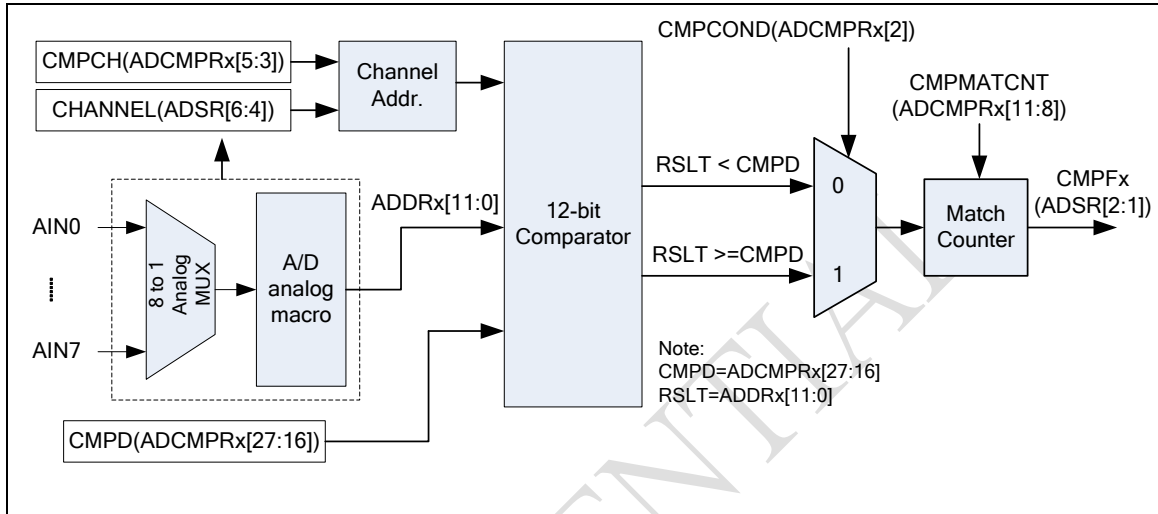 CMPCH(ADCMPRx[5:3])
CHANNEL(ADSR[6:4])
Channel
Addr.
CMPCOND(ADCMPRx[2])
CMPMATCNT
(ADCMPRx[11:8])
AIN0
AIN7
8 to 1
Analog
MUX
A/D
analog
macro
ADDRx[11:0]
12-bit
Comparator
RSLT < CMPD
RSLT >=CMPD
0
1
Match
Counter
CMPFx
(ADSR[2:1])
Note:
CMPD=ADCMPRx[27:16]
RSLT=ADDRx[11:0]
CMPD(ADCMPRx[27:16])